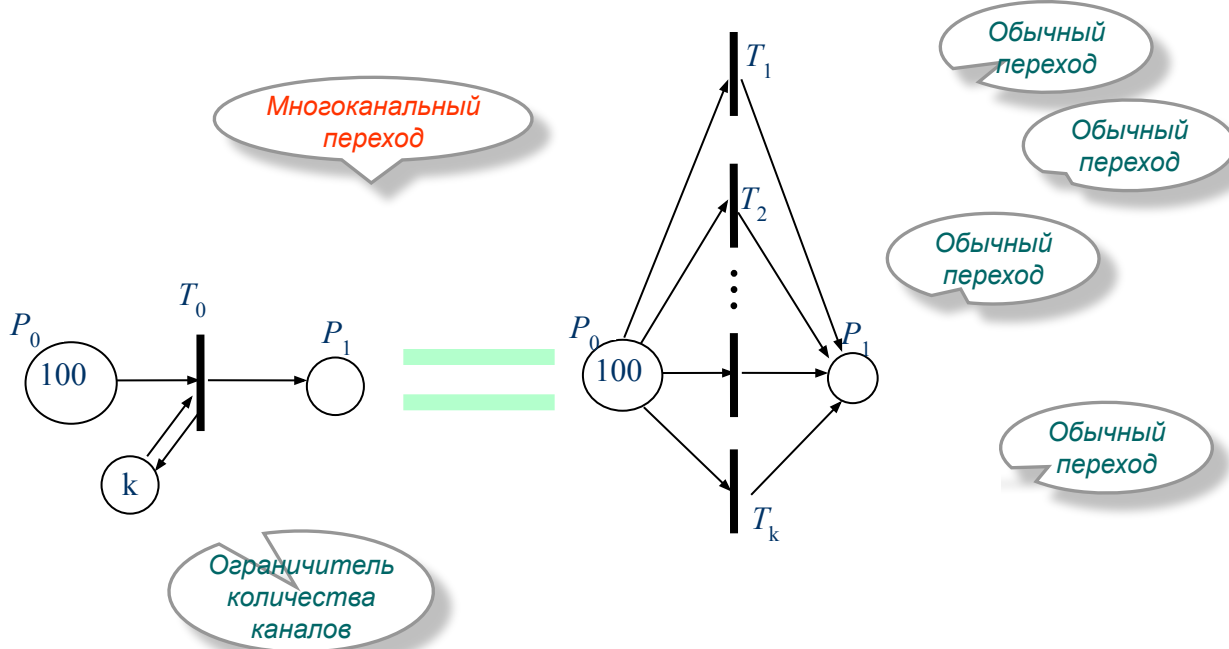 Многоканальный
переход
T₀
P₀
100
P₁
k
Ограничитель
количества
каналов
T₁
T₂
P₀
100
P₁
Tₖ
Обычный
переход
Обычный
переход
Обычный
переход
Обычный
переход